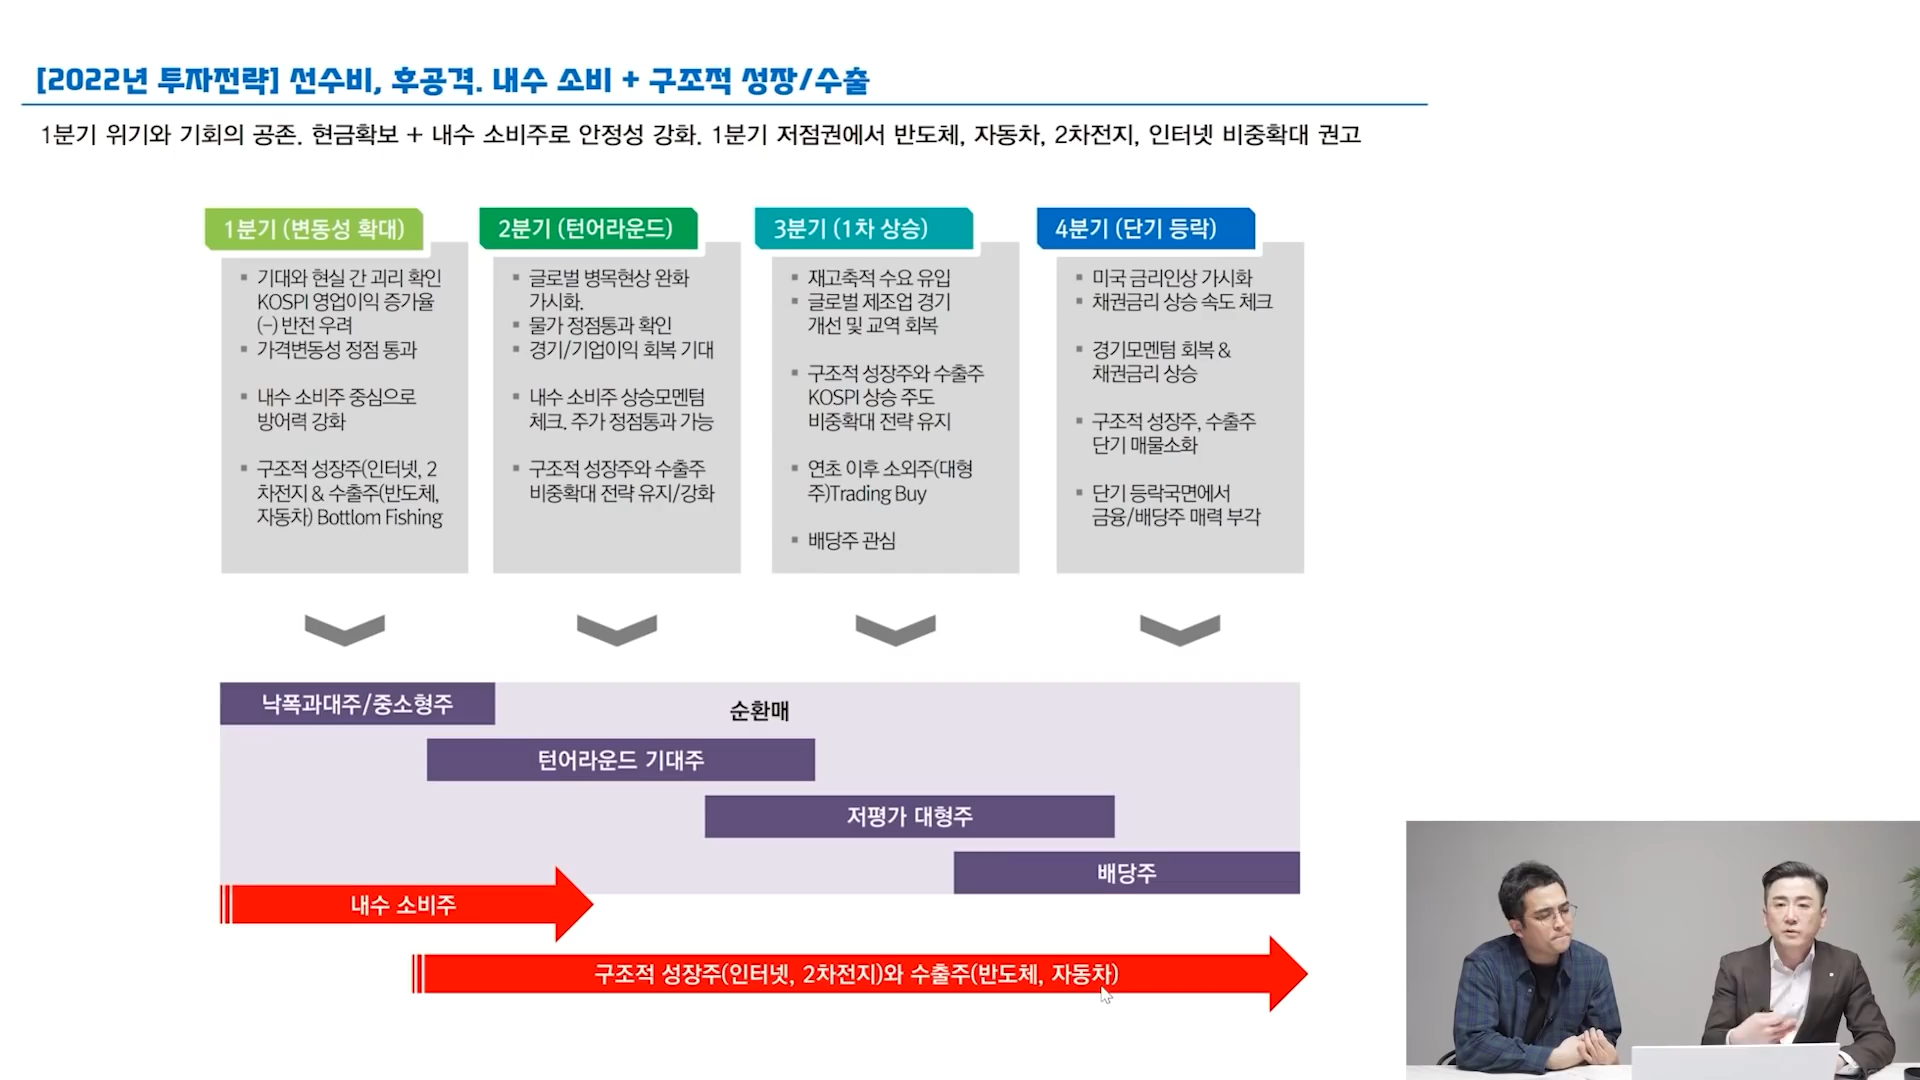 [2022년 투자전략] 선수비, 후공격. 내수 소비 + 구조적 성장/수출
1분기 위기와 기회의 공존. 현금확보 + 내수 소비주로 안정성 강화. 1분기 저점권에서 반도체, 자동차, 2차전지, 인터넷 비중확대 권고
1분기 (변동성 확대)
▪ 기대와 현실 간 괴리 확인
KOSPI 영업이익 증가율
(-) 반전 우려
▪ 가격변동성 정점 통과
▪ 내수 소비주 중심으로
방어력 강화
▪ 구조적 성장주(인터넷, 2
차전지 & 수출주(반도체,
자동차) Bottlom Fishing
2분기 (턴어라운드)
▪ 글로벌 병목현상 완화
가시화.
▪ 물가 정점통과 확인
▪ 경기/기업이익 회복 기대
▪ 내수 소비주 상승모멘텀
체크. 주가 정점통과 가능
▪ 구조적 성장주와 수출주
비중확대 전략 유지/강화
3분기 (1차 상승)
▪ 재고축적 수요 유입
▪ 글로벌 제조업 경기
개선 및 교역 회복
▪ 구조적 성장주와 수출주
KOSPI 상승 주도
비중확대 전략 유지
▪ 연초 이후 소외주(대형
주)Trading Buy
▪ 배당주 관심
4분기 (단기 등락)
▪ 미국 금리인상 가시화
▪ 채권금리 상승 속도 체크
▪ 경기모멘텀 회복 &
채권금리 상승
▪ 구조적 성장주, 수출주
단기 매물소화
▪ 단기 등락국면에서
금융/배당주 매력 부각
낙폭과대주/중소형주
순환매
턴어라운드 기대주
저평가 대형주
배당주
내수 소비주
구조적 성장주(인터넷, 2차전지)와 수출주(반도체, 자동차)